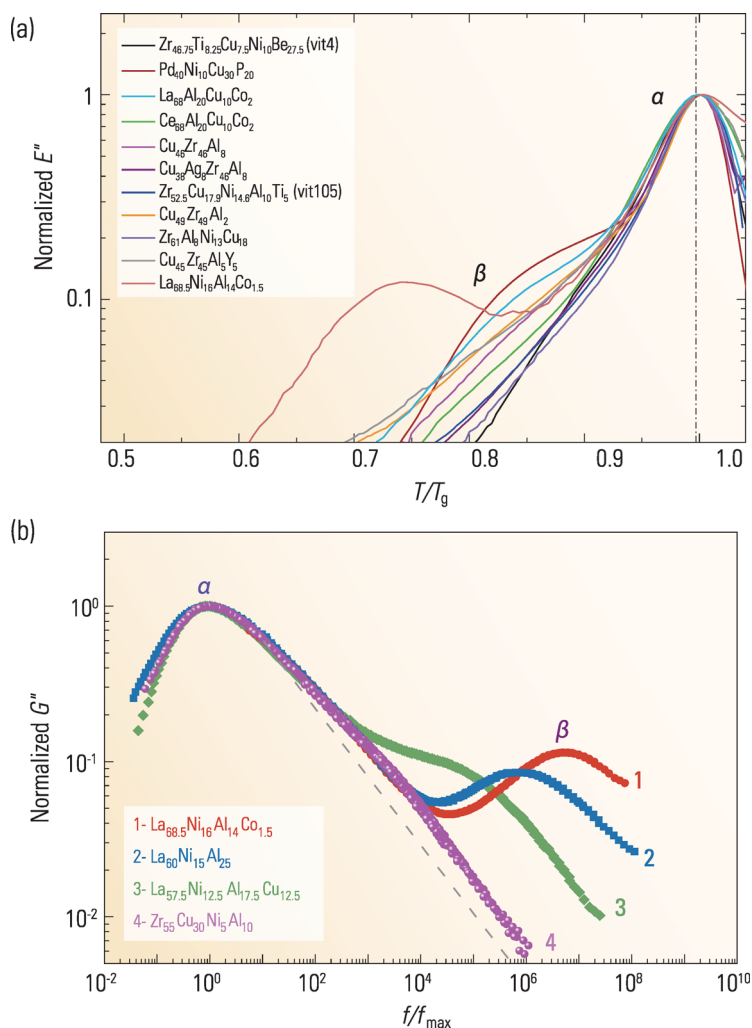 (a)
Zr46.75Ti8.25Cu7.5Ni10Be27.5 (vit4)
Pd40Ni10Cu30P20
La68Al20Cu10Co2
Ce68Al20Cu10Co2
Cu46Zr46Al8
Cu38Ag8Zr46Al8
Zr52.5Cu17.9Ni14.6Al10Ti5 (vit105)
Cu49Zr49Al2
Zr61Al8Ni13Cu18
Cu45Zr45Al5Y5
La68.5Ni16Al14Co1.5
α
β
Normalized E″
1
0.1
0.5 0.6 0.7 0.8 0.9 1.0
T/Tg
(b)
α
β
Normalized G″
10⁰
10⁻¹
10⁻²
1
2
3
4
1- La68.5Ni16Al14Co1.5
2- La60Ni15Al25
3- La57.5Ni12.5Al17.5Cu12.5
4- Zr55Cu30Ni5Al10
10⁻² 10⁰ 10² 10⁴ 10⁶ 10⁸ 10¹⁰
f/fmax